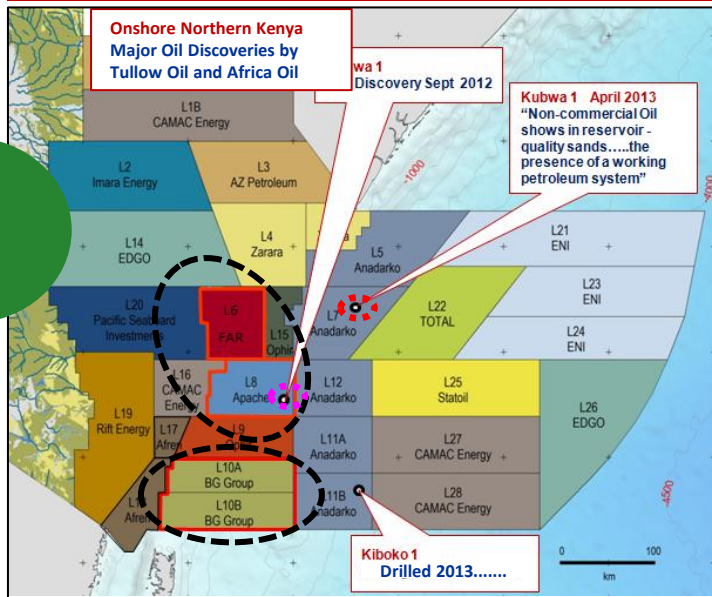 Onshore Northern Kenya
Major Oil Discoveries by
Tullow Oil and Africa Oil
wa 1
Discovery Sept 2012
Kubwa 1 April 2013
“Non-commercial Oil
shows in reservoir -
quality sands…..the
presence of a working
petroleum system”
L1B
CAMAC Energy
-1000
-4000
L2
Imara Energy
L3
AZ Petroleum
L14
EDGO
L4
Zarara
L5
Anadarko
L21
ENI
L20
Pacific Seaboard
Investments
L6
FAR
L15
Ophir
L7
Anadarko
L22
TOTAL
L23
ENI
L24
ENI
L16
CAMAC
Energy
L8
Apache
L12
Anadarko
L25
Statoil
L19
Rift Energy
L17
Afren
L9
L26
EDGO
L11A
Anadarko
L27
CAMAC Energy
L10A
BG Group
L10B
BG Group
Afren
L11B
Anadarko
L28
CAMAC Energy
-4500
Kiboko 1
Drilled 2013.......
0 100
km